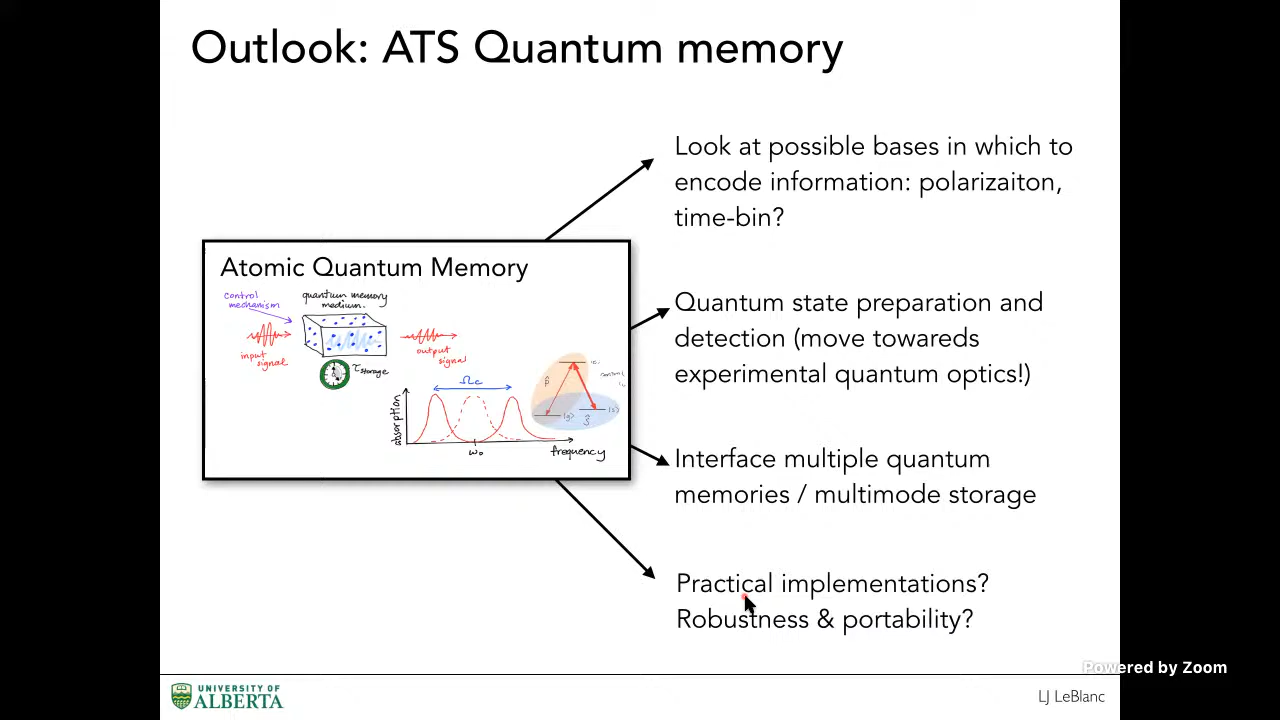 Outlook: ATS Quantum memory
Look at possible bases in which to
encode information: polarizaiton,
time-bin?
Atomic Quantum Memory
control
mechanism
quantum memory
medium.
input
signal
output
signal
τstorage
Ωc
absorption
ω₀
frequency
P̂
|g⟩
Ŝ
|s⟩
control
Quantum state preparation and
detection (move towareds
experimental quantum optics!)
Interface multiple quantum
memories / multimode storage
Practical implementations?
Robustness & portability?
Powered by Zoom
UNIVERSITY OF
ALBERTA
LJ LeBlanc